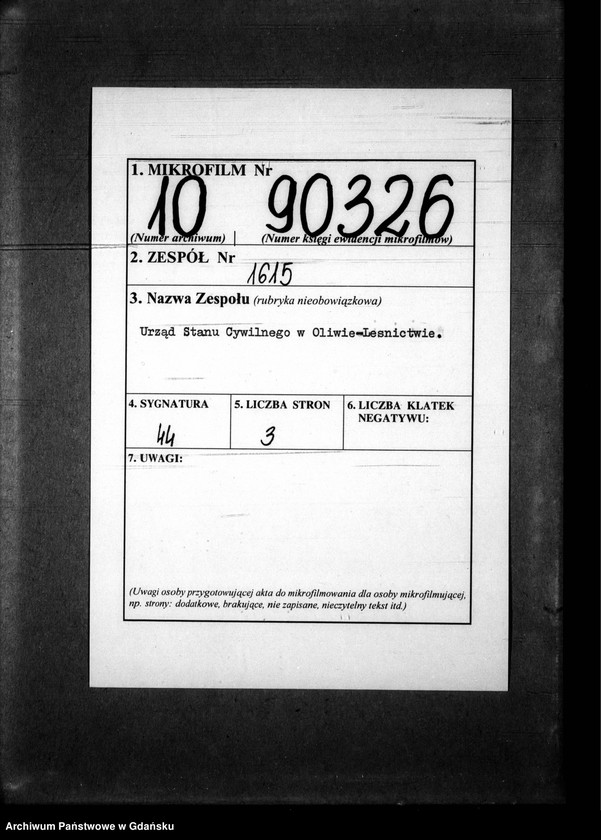 1. MIKROFILM Nr
10 90326
(Numer archiwum) (Numer księgi ewidencji mikrofilmów)
2. ZESPÓŁ Nr
1615
3. Nazwa Zespołu (rubryka nieobowiązkowa)
Urząd Stanu Cywilnego w Oliwie-Leśnictwie.
4. SYGNATURA
44
5. LICZBA STRON
3
6. LICZBA KLATEK
NEGATYWU:
7. UWAGI:
(Uwagi osoby przygotowującej akta do mikrofilmowania dla osoby mikrofilmującej,
np. strony: dodatkowe, brakujące, nie zapisane, nieczytelny tekst itd.)
Archiwum Państwowe w Gdańsku